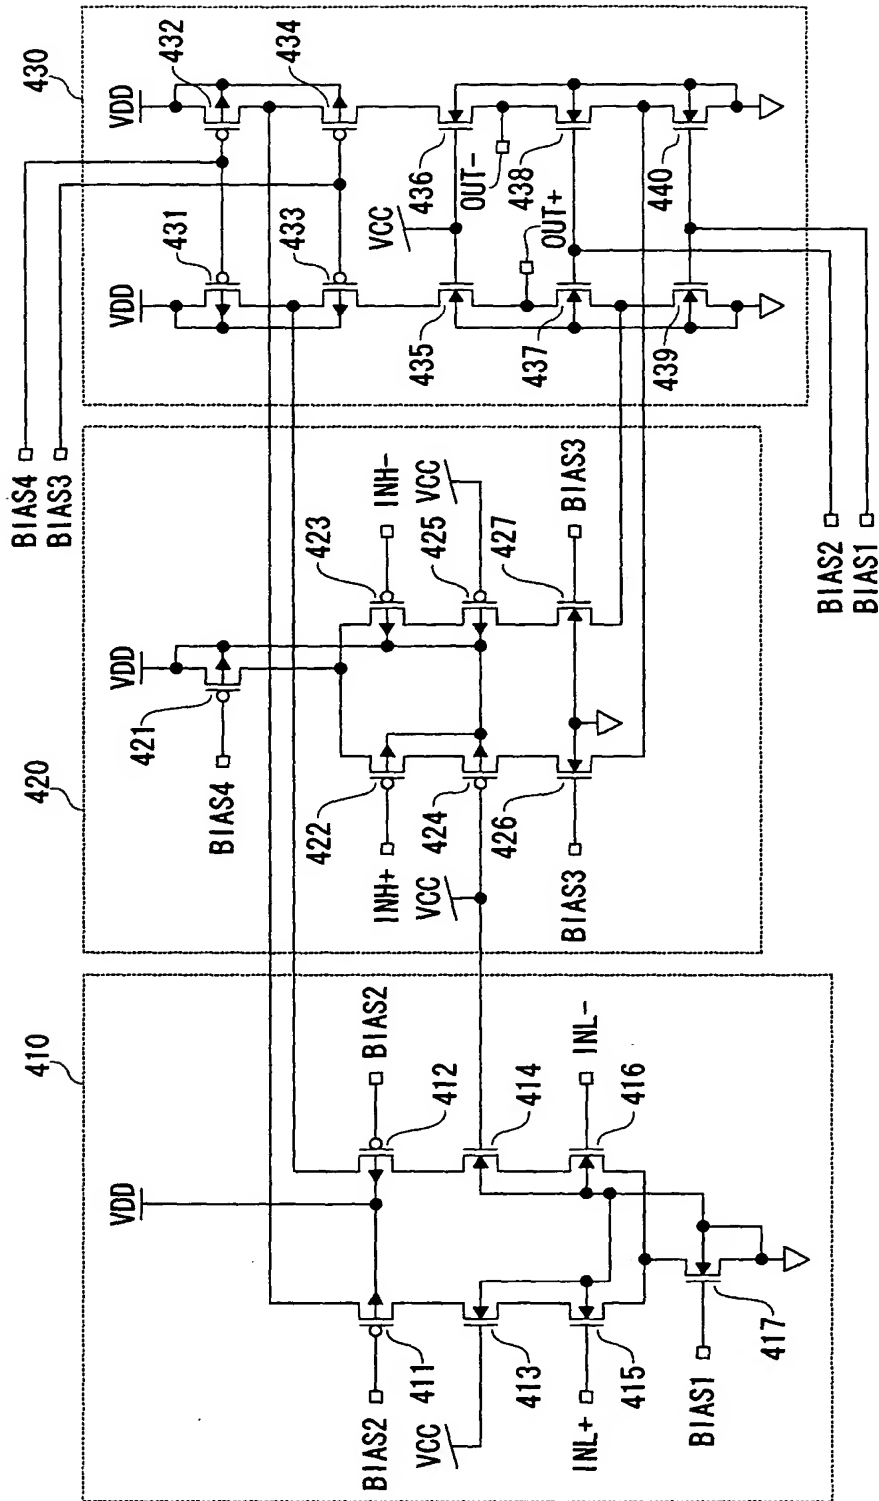 410
VDD
BIAS2
BIAS2
411
412
VCC
413
414
INL+
INL-
415
416
BIAS1
417
420
VDD
421
BIAS4
423
INH-
422
INH+
VCC
VCC
424
425
426
427
BIAS3
BIAS3
430
BIAS4
BIAS3
VDD
VDD
431
432
433
434
VCC
435
436
OUT-
OUT+
437
438
439
440
BIAS2
BIAS1